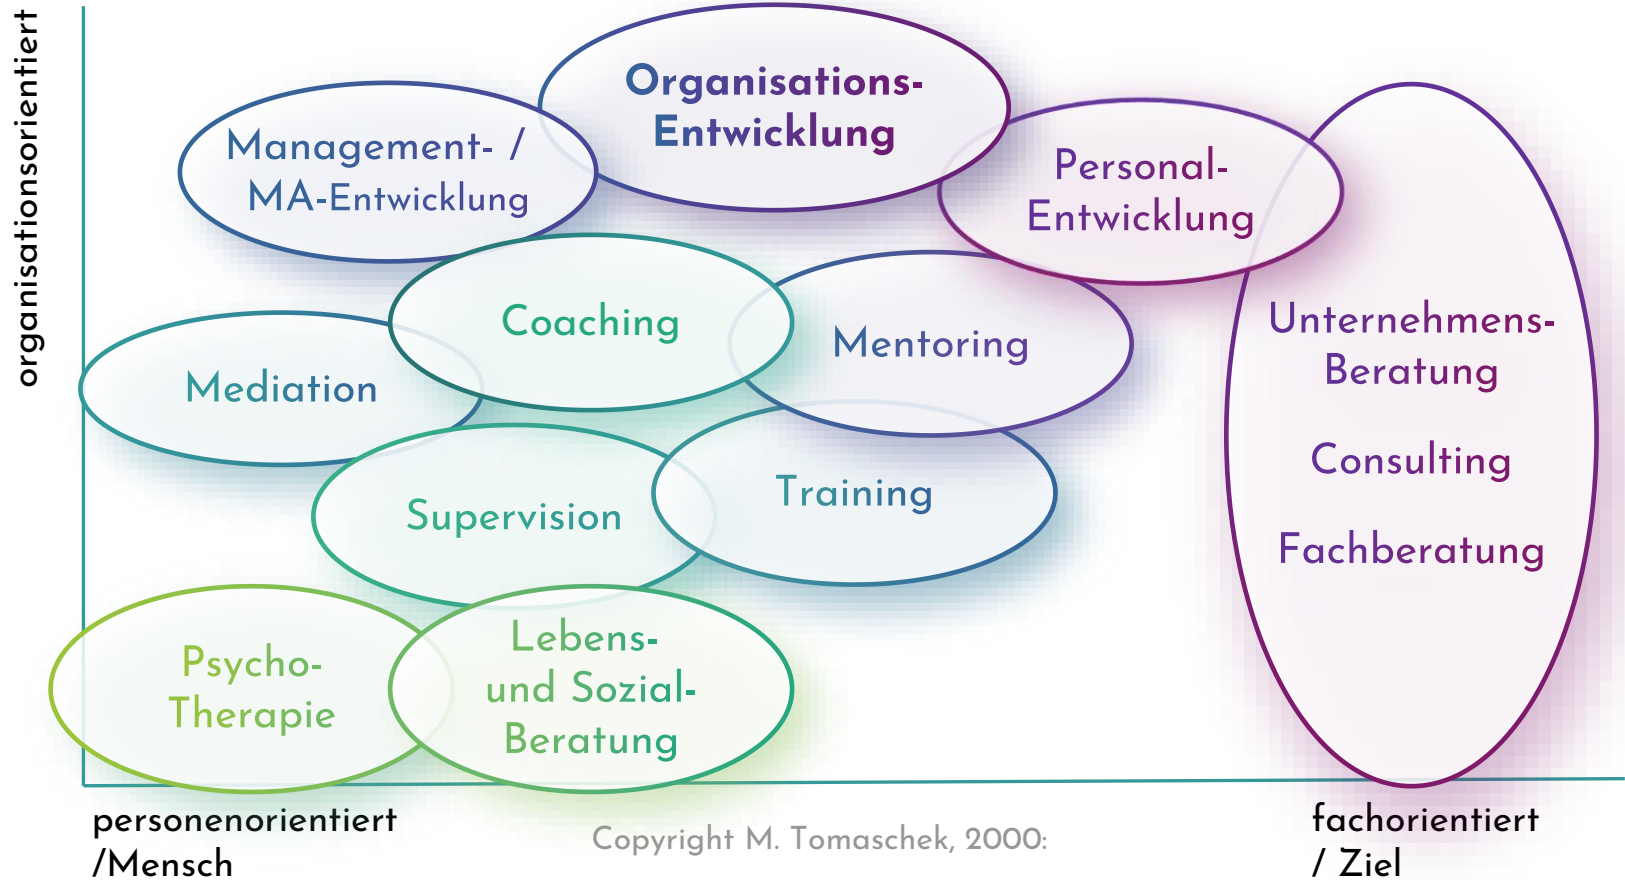 organisationsorientiert
Organisations-
Entwicklung
Management- /
MA-Entwicklung
Personal-
Entwicklung
Coaching
Mentoring
Mediation
Unternehmens-
Beratung
Consulting
Fachberatung
Supervision
Training
Psycho-
Therapie
Lebens-
und Sozial-
Beratung
personenorientiert
/Mensch
Copyright M. Tomaschek, 2000:
fachorientiert
/ Ziel